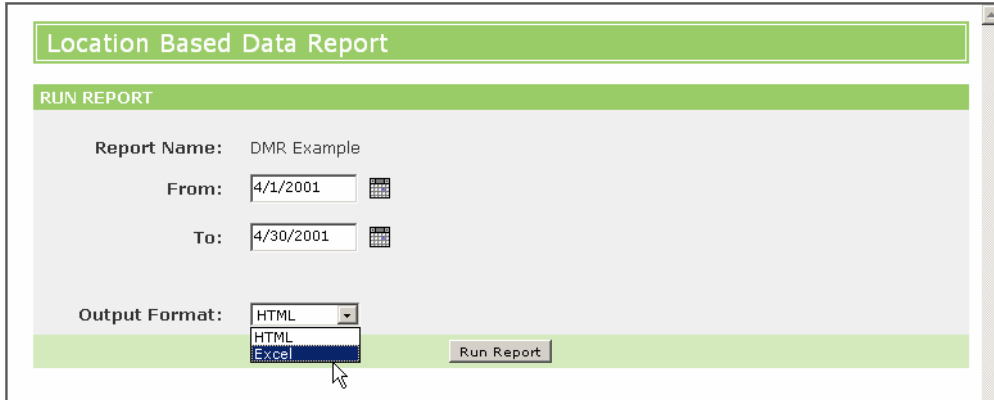 Location Based Data Report
RUN REPORT
Report Name: DMR Example
From: 4/1/2001
To: 4/30/2001
Output Format: HTML
HTML
Excel
Run Report